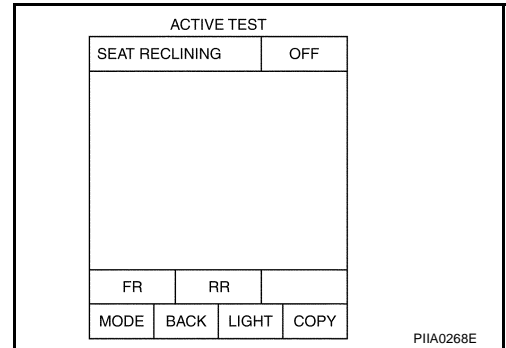 ACTIVE TEST
SEAT RECLINING OFF
FR RR
MODE BACK LIGHT COPY
PIIA0268E